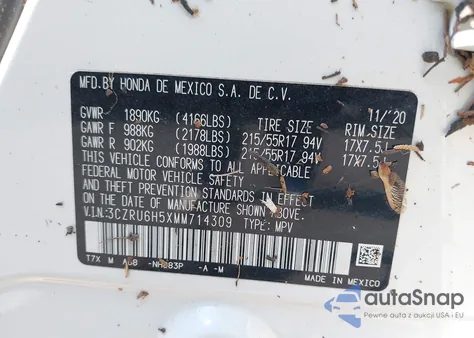 MFD.BY HONDA DE MEXICO S.A. DE C.V.
11/20
GVWR 1890KG (4166LBS) TIRE SIZE RIM SIZE
GAWR F 988KG (2178LBS) 215/55R17 94V 17X7.5J
GAWR R 902KG (1988LBS) 215/55R17 94V 17X7.5J
THIS VEHICLE CONFORMS TO ALL APPLICABLE
FEDERAL MOTOR VEHICLE SAFETY
AND THEFT PREVENTION STANDARDS IN EFFECT
ON THE DATE OF MANUFACTURE SHOWN ABOVE.
V.I.N:3CZRU6H5XMM714309 TYPE: MPV
T7X M -NH883P -A -M
MADE IN MEXICO
autoSnap
Pewne auta z aukcji USA i EU